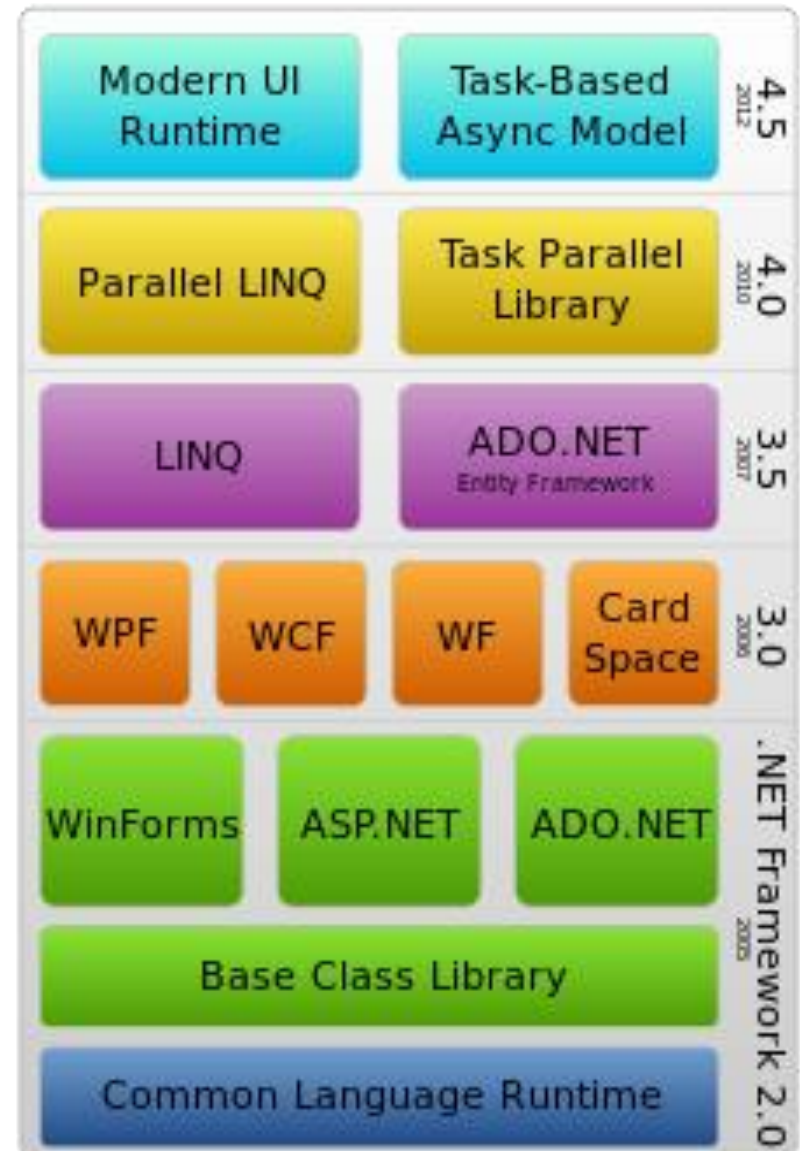 Modern UI
Runtime
Task-Based
Async Model
4.5
2012
Parallel LINQ
Task Parallel
Library
4.0
2010
LINQ
ADO.NET
Entity Framework
3.5
2007
WPF
WCF
WF
Card
Space
3.0
2006
WinForms
ASP.NET
ADO.NET
Base Class Library
Common Language Runtime
.NET Framework 2.0
2005